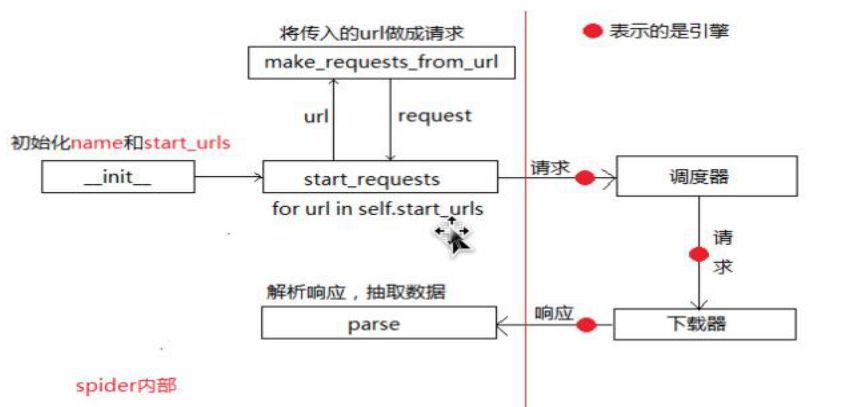 将传入的url做成请求
表示的是引擎
make_requests_from_url
url
request
初始化name和start_urls
__init__
start_requests
请求
调度器
for url in self.start_urls
请
求
解析响应，抽取数据
parse
响应
下载器
spider内部